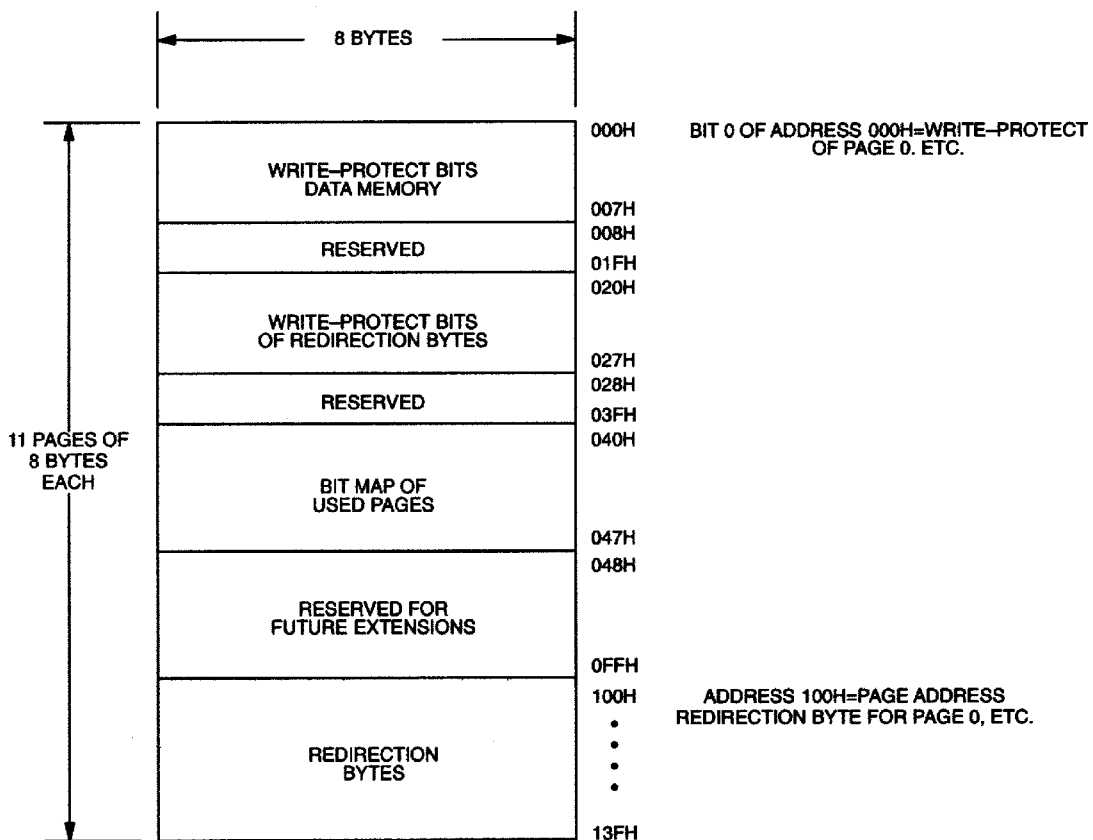 8 BYTES
000H
BIT 0 OF ADDRESS 000H=WRITE–PROTECT
OF PAGE 0. ETC.
WRITE–PROTECT BITS
DATA MEMORY
007H
008H
RESERVED
01FH
020H
WRITE–PROTECT BITS
OF REDIRECTION BYTES
027H
028H
RESERVED
03FH
11 PAGES OF
8 BYTES
EACH
040H
BIT MAP OF
USED PAGES
047H
048H
RESERVED FOR
FUTURE EXTENSIONS
0FFH
100H
ADDRESS 100H=PAGE ADDRESS
REDIRECTION BYTE FOR PAGE 0, ETC.
REDIRECTION
BYTES
13FH